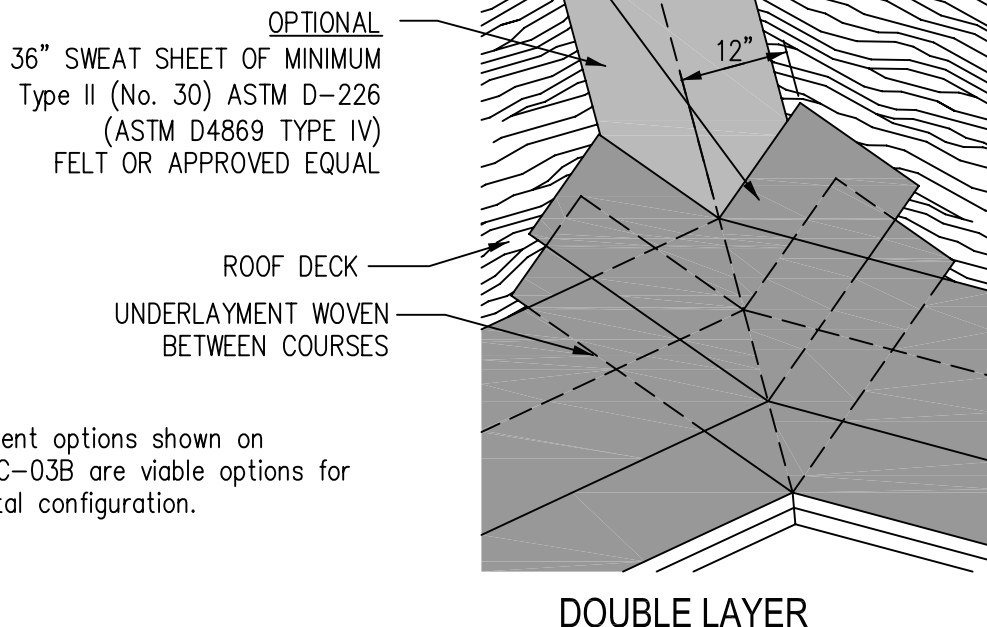 OPTIONAL
36" SWEAT SHEET OF MINIMUM
Type II (No. 30) ASTM D-226
(ASTM D4869 TYPE IV)
FELT OR APPROVED EQUAL
12"
ROOF DECK
UNDERLAYMENT WOVEN
BETWEEN COURSES
options shown on
C-03B are viable options for
configuration.
DOUBLE LAYER